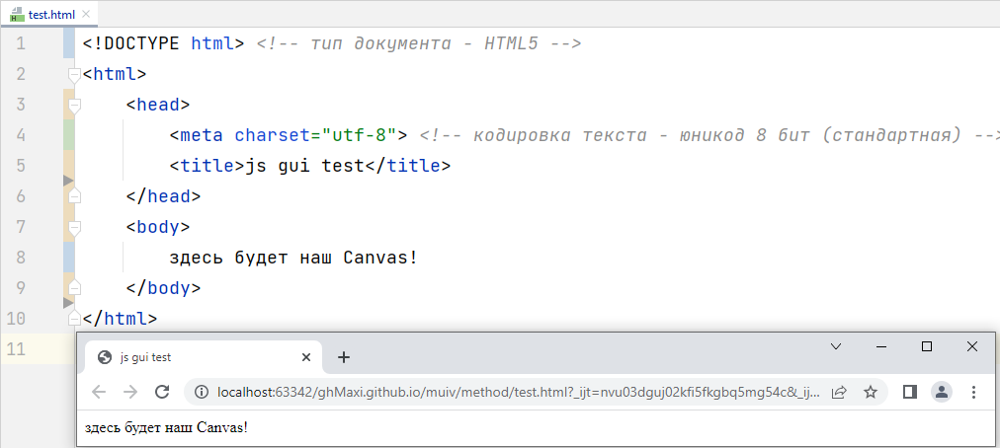 test.html
1 <!DOCTYPE html> <!-- тип документа - HTML5 -->
2 <html>
3 <head>
4 <meta charset="utf-8"> <!-- кодировка текста - юникод 8 бит (стандартная) -->
5 <title>js gui test</title>
6 </head>
7 <body>
8 здесь будет наш Canvas!
9 </body>
10 </html>
11
js gui test
localhost:63342/ghMaxi.github.io/muiv/method/test.html?_ijt=nvu03dguj02kfi5fkgbq5mg54c&_ij...
здесь будет наш Canvas!